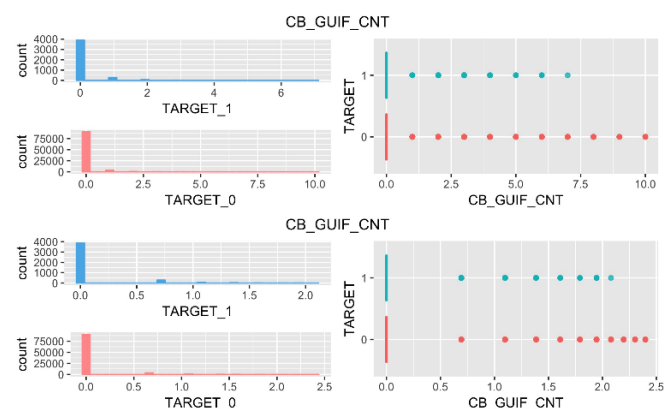 CB_GUIF_CNT
count
4000
3000
2000
1000
0
0 2 4 6
TARGET_1
count
75000
50000
25000
0
0.0 2.5 5.0 7.5 10.0
TARGET_0
TARGET
1
0
0.0 2.5 5.0 7.5 10.0
CB_GUIF_CNT
CB_GUIF_CNT
count
4000
3000
2000
1000
0
0.0 0.5 1.0 1.5 2.0
TARGET_1
count
75000
50000
25000
0
0.0 0.5 1.0 1.5 2.0 2.5
TARGET_0
TARGET
1
0
0.0 0.5 1.0 1.5 2.0 2.5
CB_GUIF_CNT